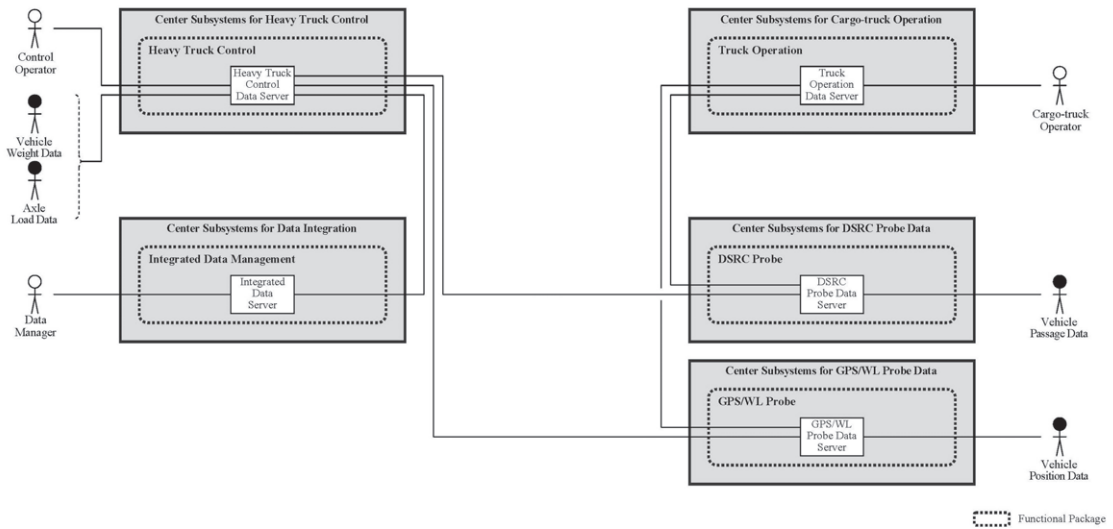 Center Subsystems for Heavy Truck Control
Heavy Truck Control
Heavy Truck
Control
Data Server
Control
Operator
Vehicle
Weight Data
Axle
Load Data
Center Subsystems for Data Integration
Integrated Data Management
Integrated
Data
Server
Data
Manager
Center Subsystems for Cargo-truck Operation
Truck Operation
Truck
Operation
Data Server
Cargo-truck
Operator
Center Subsystems for DSRC Probe Data
DSRC Probe
DSRC
Probe Data
Server
Vehicle
Passage Data
Center Subsystems for GPS/WL Probe Data
GPS/WL Probe
GPS/WL
Probe Data
Server
Vehicle
Position Data
Functional Package